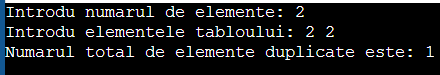 Introdu numarul de elemente: 2
Introdu elementele tabloului: 2 2
Numarul total de elemente duplicate este: 1